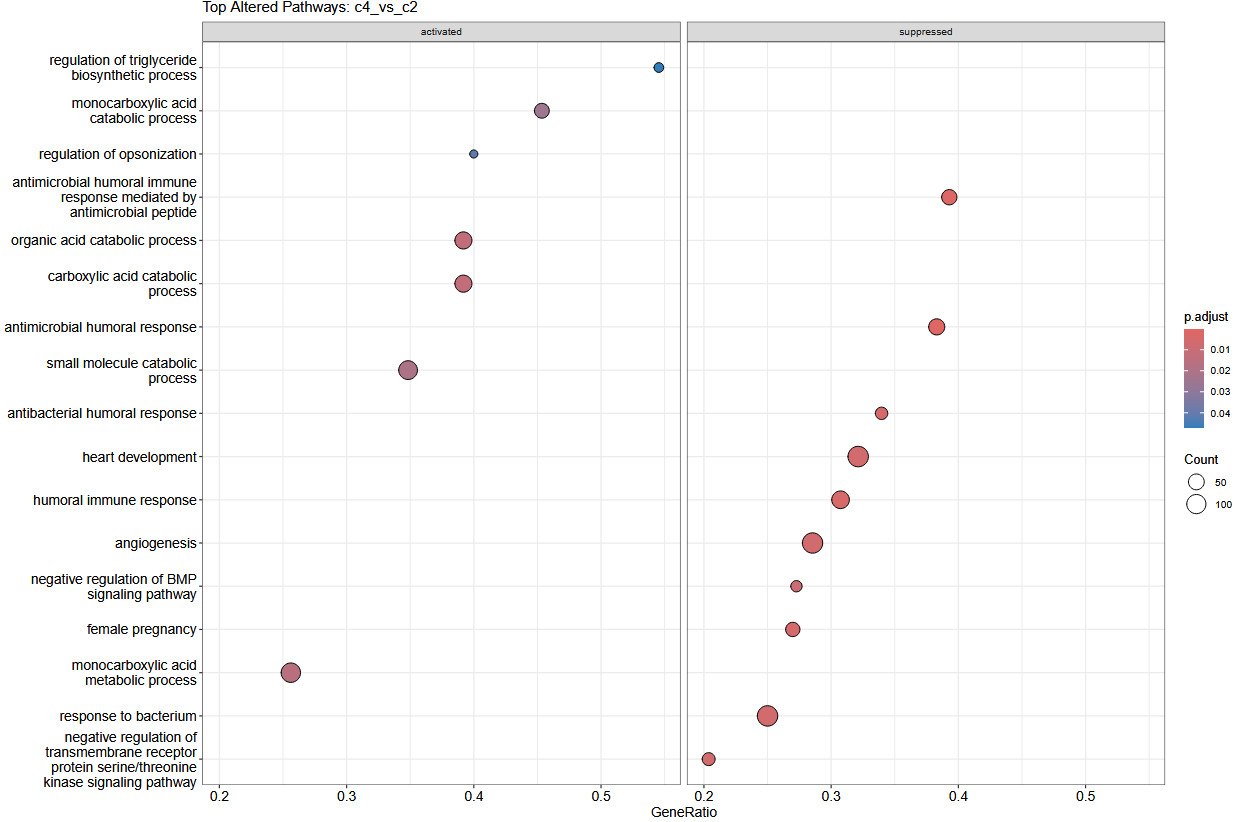 Top Altered Pathways: c4_vs_c2
activated
suppressed
regulation of triglyceride
biosynthetic process
monocarboxylic acid
catabolic process
regulation of opsonization
antimicrobial humoral immune
response mediated by
antimicrobial peptide
organic acid catabolic process
carboxylic acid catabolic
process
antimicrobial humoral response
small molecule catabolic
process
antibacterial humoral response
heart development
humoral immune response
angiogenesis
negative regulation of BMP
signaling pathway
female pregnancy
monocarboxylic acid
metabolic process
response to bacterium
negative regulation of
transmembrane receptor
protein serine/threonine
kinase signaling pathway
0.2
0.3
0.4
0.5
0.2
0.3
0.4
0.5
GeneRatio
p.adjust
0.01
0.02
0.03
0.04
Count
50
100